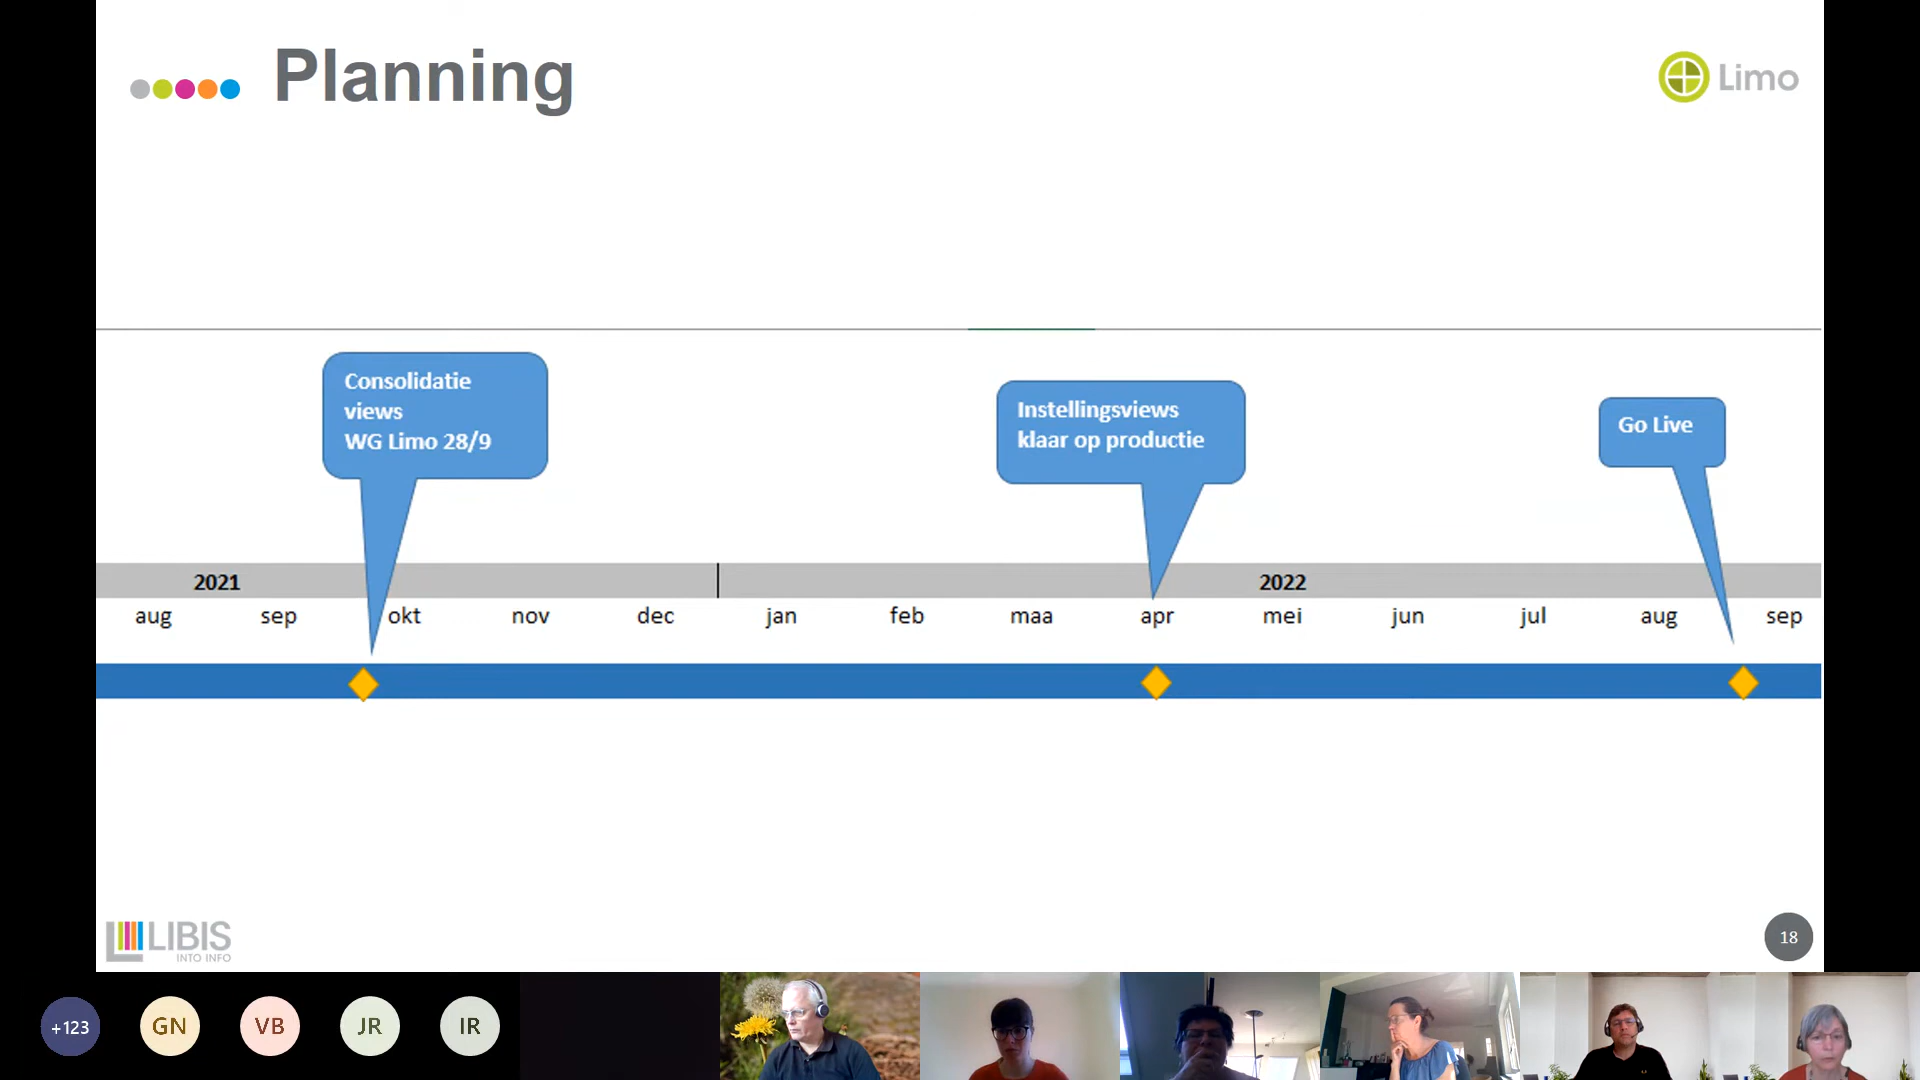 Planning
Limo
Consolidatie
views
WG Limo 28/9
Instellingsviews
klaar op productie
Go Live
2021
2022
aug sep okt nov dec jan feb maa apr mei jun jul aug sep
LIBIS
INTO INFO
18
+123
GN
VB
JR
IR